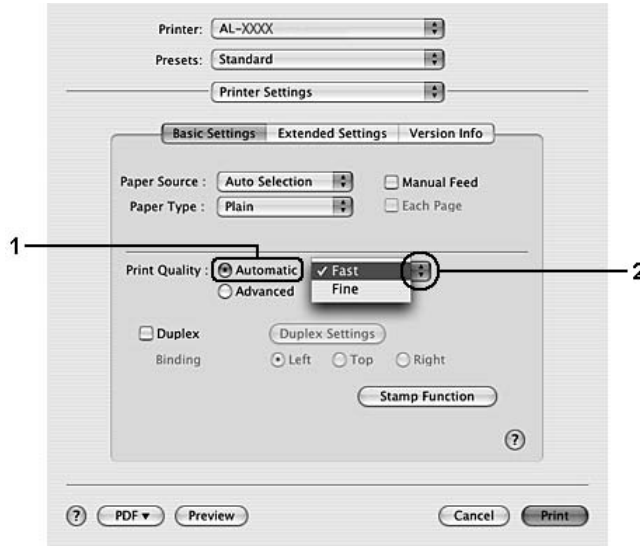 Printer: AL-XXXX
Presets: Standard
Printer Settings
Basic Settings Extended Settings Version Info
Paper Source : Auto Selection Manual Feed
Paper Type : Plain Each Page
1
Print Quality : Automatic ✓ Fast 2
Advanced Fine
Duplex Duplex Settings
Binding Left Top Right
Stamp Function
?
? PDF ▼ Preview Cancel Print